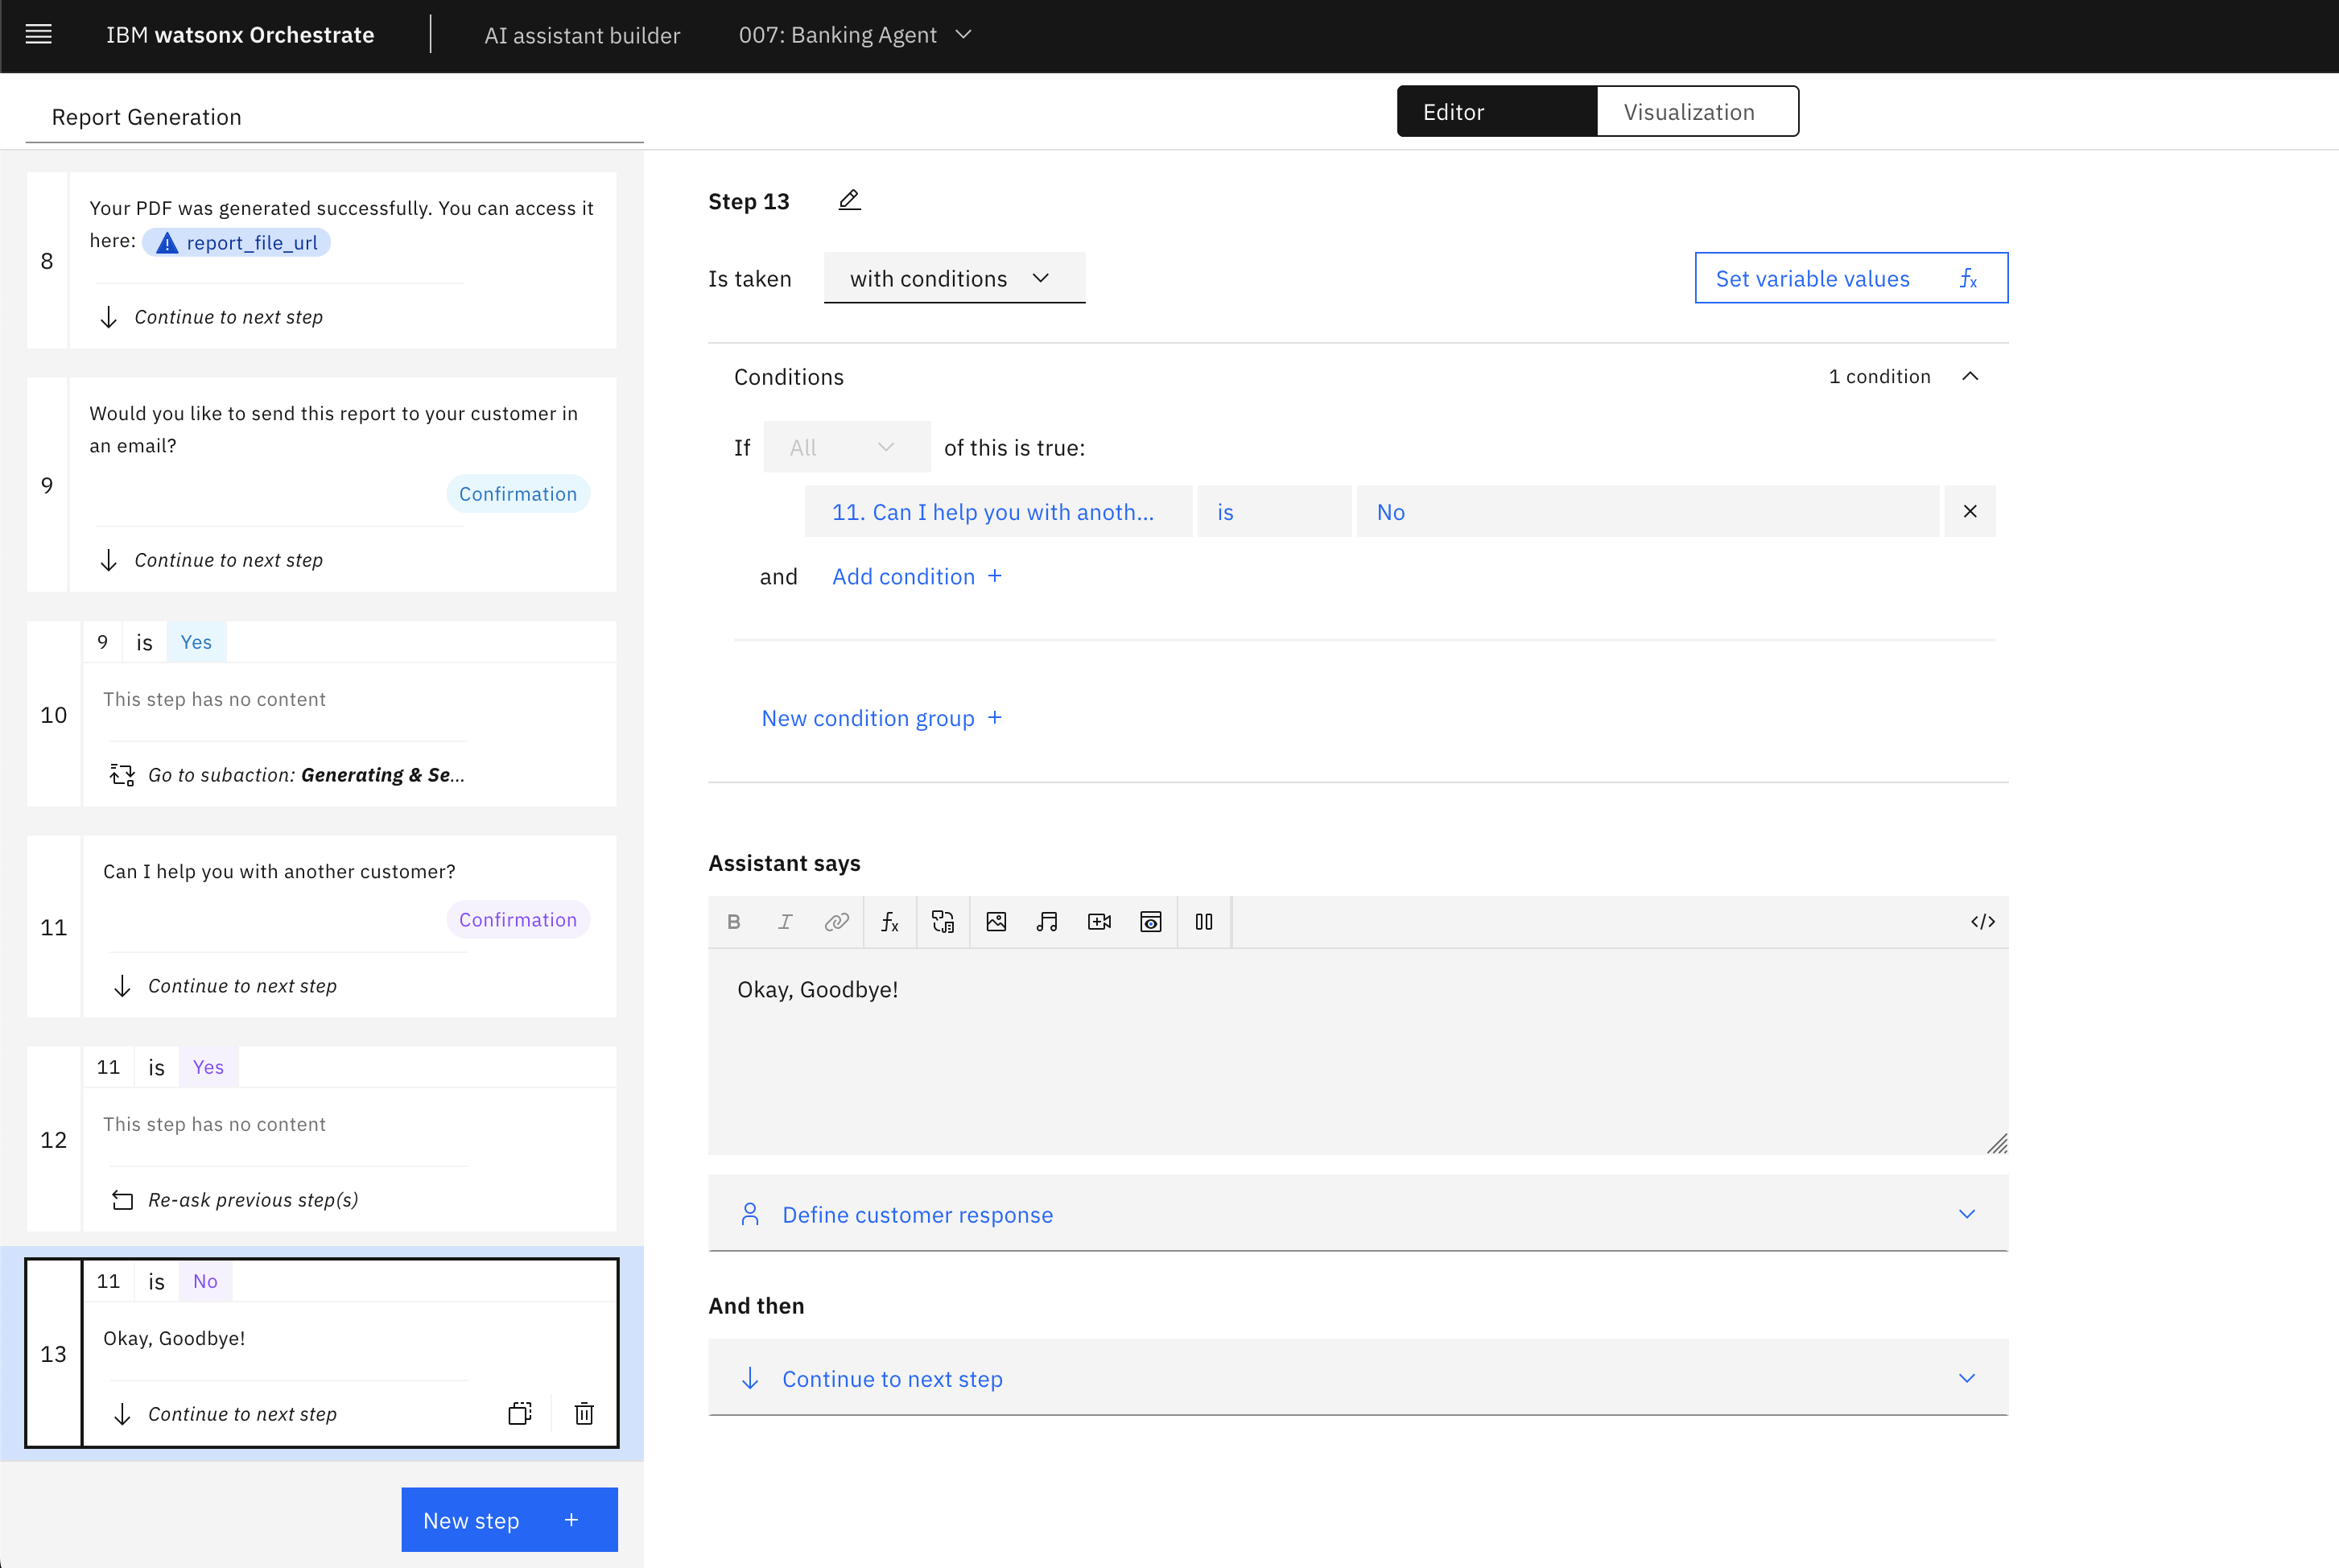 IBM watsonx Orchestrate
AI assistant builder
007: Banking Agent
Report Generation
Editor
Visualization
8
Your PDF was generated successfully. You can access it
here: report_file_url
Continue to next step
9
Would you like to send this report to your customer in
an email?
Confirmation
Continue to next step
10
9 is Yes
This step has no content
Go to subaction: Generating & Se...
11
Can I help you with another customer?
Confirmation
Continue to next step
12
11 is Yes
This step has no content
Re-ask previous step(s)
13
11 is No
Okay, Goodbye!
Continue to next step
New step +
Step 13
Is taken with conditions
Set variable values fx
Conditions
1 condition
If All of this is true:
11. Can I help you with anoth... is No
and Add condition +
New condition group +
Assistant says
B I fx </>
Okay, Goodbye!
Define customer response
And then
Continue to next step